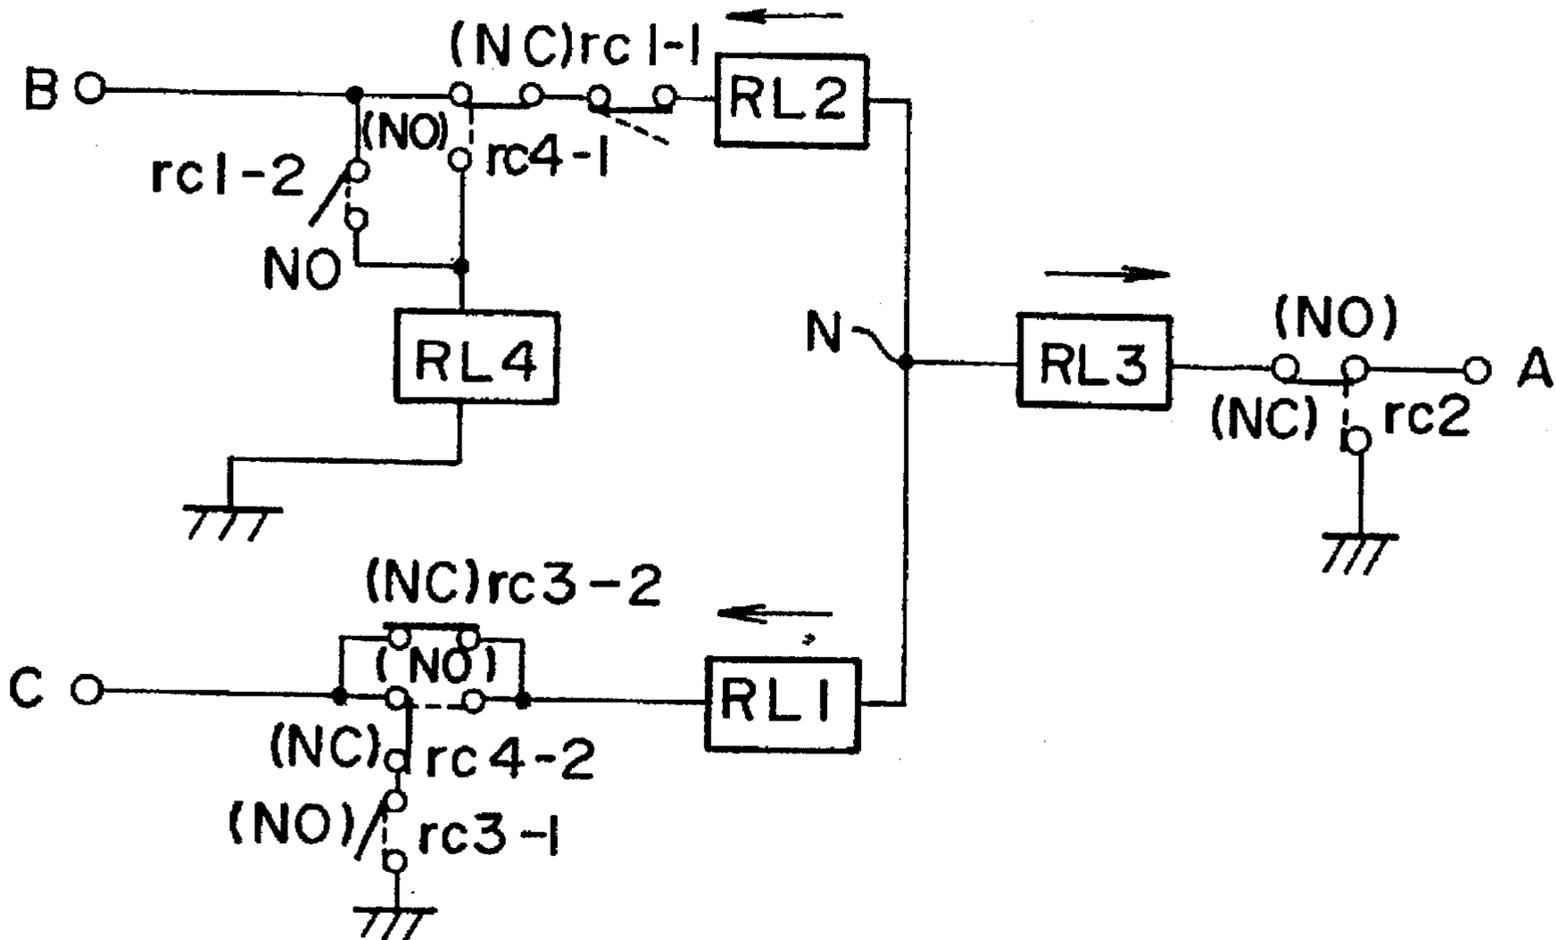 (NC)rc1-1
B
RL2
(NO)
rc4-1
rc1-2
NO
RL4
N
(NO)
RL3
A
(NC)
rc2
(NC)rc3-2
(NO)
C
RL1
(NC)
rc4-2
(NO)
rc3-1